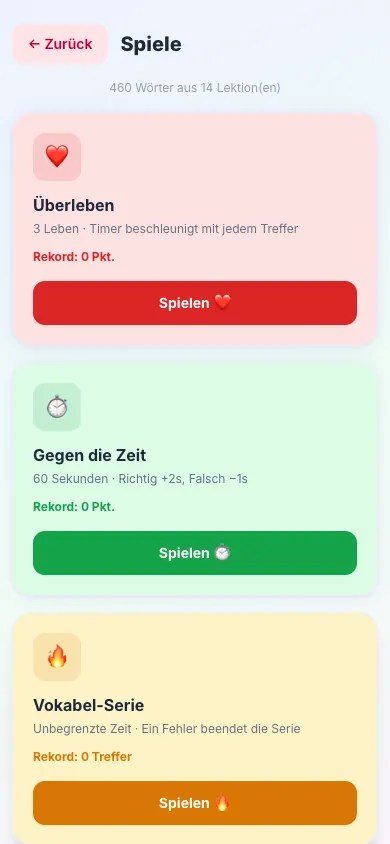 ← Zurück
Spiele
460 Wörter aus 14 Lektion(en)
Überleben
3 Leben · Timer beschleunigt mit jedem Treffer
Rekord: 0 Pkt.
Spielen ❤️
Gegen die Zeit
60 Sekunden · Richtig +2s, Falsch −1s
Rekord: 0 Pkt.
Spielen ⏱️
Vokabel-Serie
Unbegrenzte Zeit · Ein Fehler beendet die Serie
Rekord: 0 Treffer
Spielen 🔥